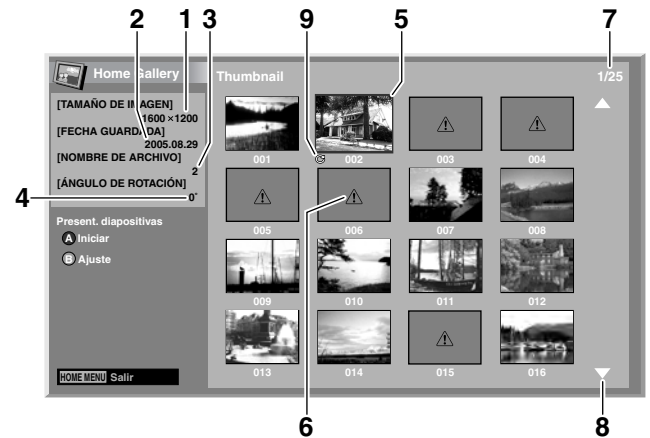 2 1 3 9 5 7
Home Gallery
Thumbnail
1/25
[TAMAÑO DE IMAGEN]
1600 ×1200
[FECHA GUARDADA]
2005.08.29
[NOMBRE DE ARCHIVO]
2
[ÁNGULO DE ROTACIÓN]
0°
4
Present. diapositivas
A Iniciar
B Ajuste
HOME MENU Salir
001 002 003 004
005 006 007 008
009 010 011 012
013 014 015 016
6 8